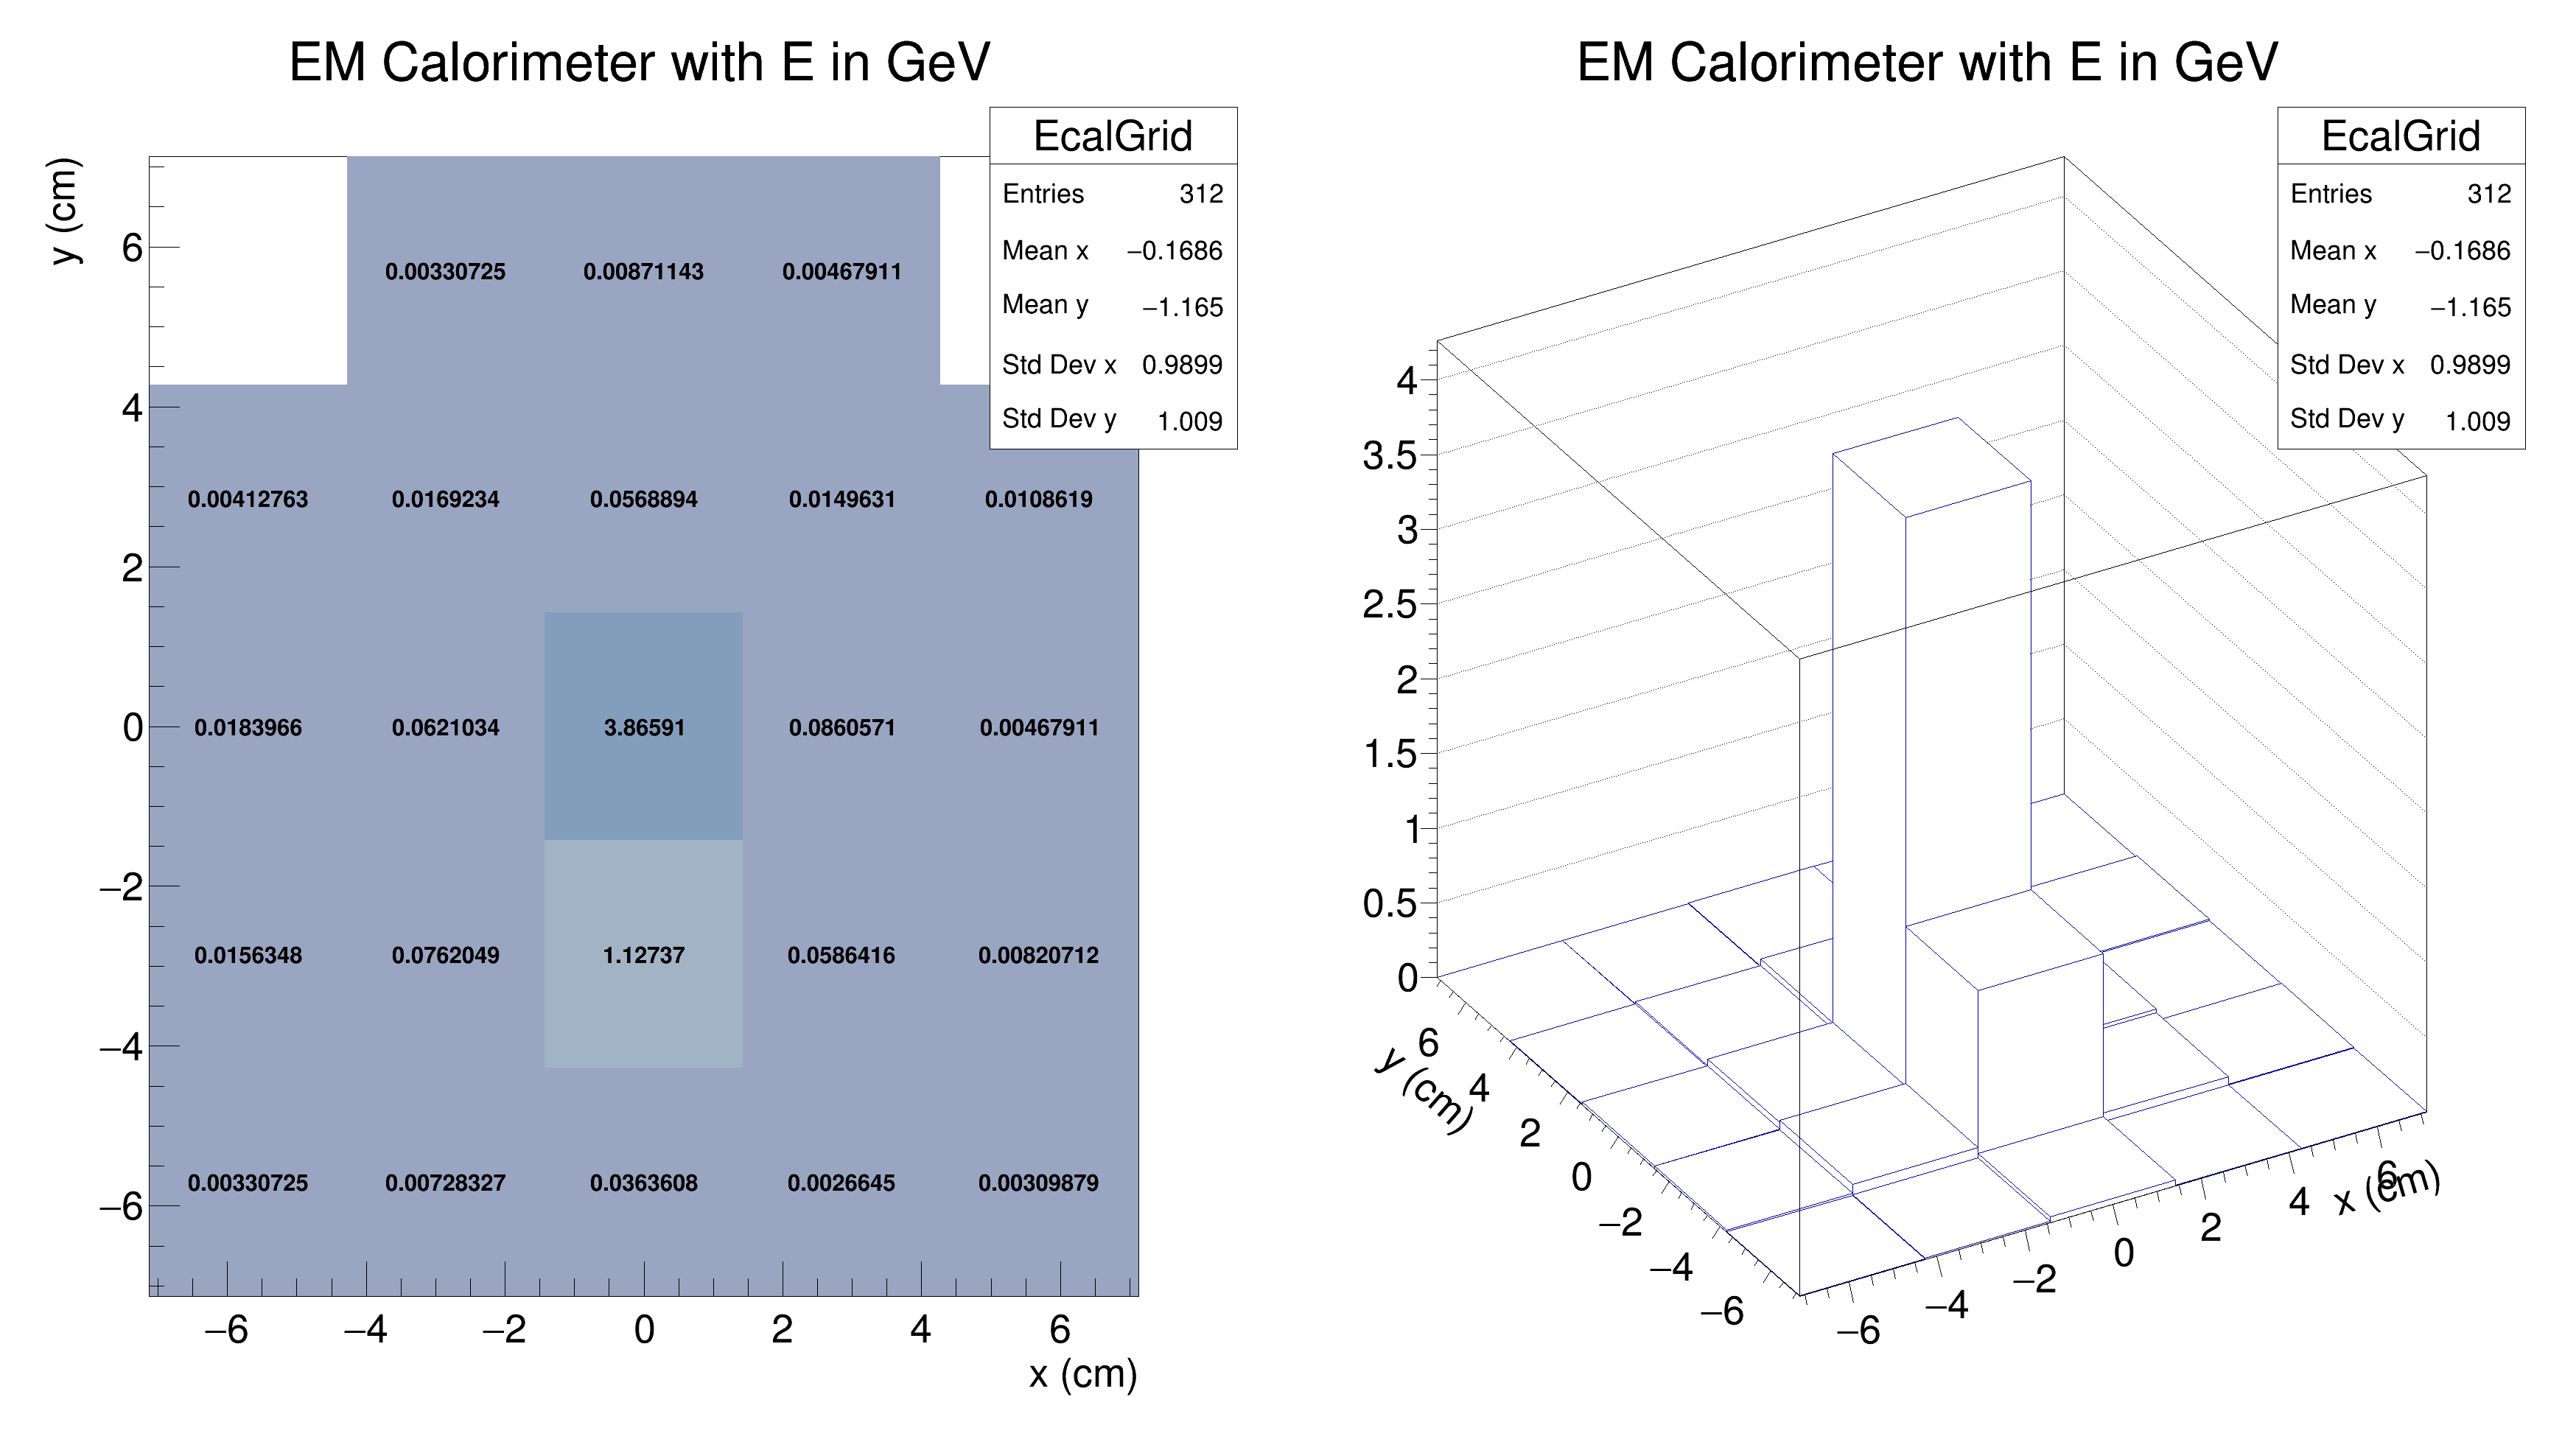 EM Calorimeter with E in GeV
EcalGrid
Entries 312
Mean x −0.1686
Mean y −1.165
Std Dev x 0.9899
Std Dev y 1.009
y (cm)
6
4
2
0
−2
−4
−6
0.00330725 0.00871143 0.00467911
0.00412763 0.0169234 0.0568894 0.0149631 0.0108619
0.0183966 0.0621034 3.86591 0.0860571 0.00467911
0.0156348 0.0762049 1.12737 0.0586416 0.00820712
0.00330725 0.00728327 0.0363608 0.0026645 0.00309879
−6 −4 −2 0 2 4 6
x (cm)
EM Calorimeter with E in GeV
EcalGrid
Entries 312
Mean x −0.1686
Mean y −1.165
Std Dev x 0.9899
Std Dev y 1.009
4
3.5
3
2.5
2
1.5
1
0.5
0
6
4
2
0
−2
−4
−6
y (cm)
−6
−4
−2
0
2
4
6
x (cm)